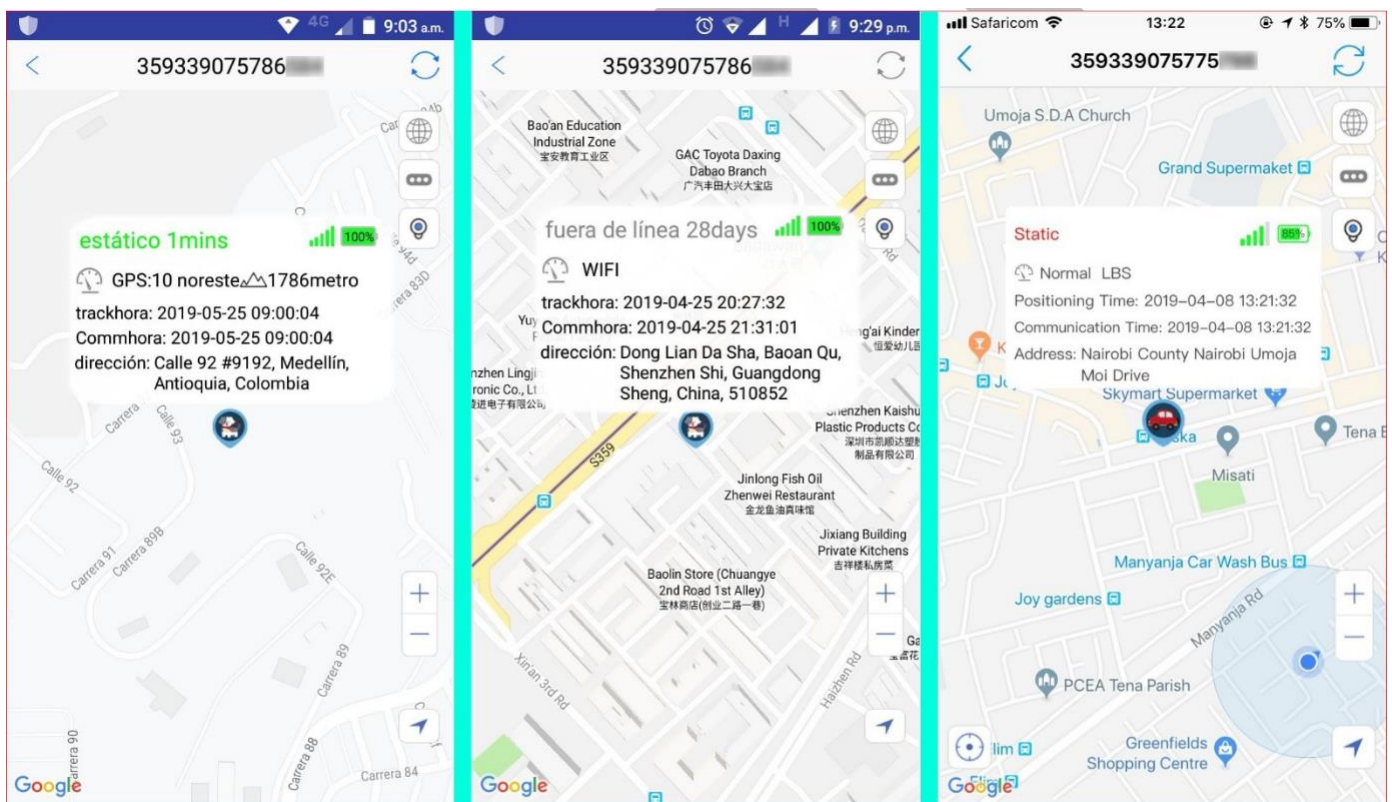 4G 9:03 a.m.
359339075786
Calle 94d
Carrera 83D
estático 1mins 100%
GPS:10 noreste 1786metro
trackhora: 2019-05-25 09:00:04
Commhora: 2019-05-25 09:00:04
dirección: Calle 92 #9192, Medellín,
Antioquia, Colombia
Carrera
Calle 93
Calle 92
Carrera 91
Carrera 89B
Calle 92E
Carrera 89
Carrera 90
Carrera 88
Carrera 84
Google
H 9:29 p.m.
359339075786
Bao'an Education
Industrial Zone
宝安教育工业区
GAC Toyota Daxing
Dabao Branch
广汽丰田兴大宝店
fuera de línea 28days 100%
WIFI
trackhora: 2019-04-25 20:27:32
Commhora: 2019-04-25 21:31:01
dirección: Dong Lian Da Sha, Baoan Qu,
Shenzhen Shi, Guangdong
Sheng, China, 510852
S359
Plastic Products Co
深圳市凯顺达塑胶
制品有限公司
Jinlong Fish Oil
Zhenwei Restaurant
金龙鱼油真味馆
Jixiang Building
Private Kitchens
吉祥楼私房菜
Baolin Store (Chuangye
2nd Road 1st Alley)
宝林商店(创业二路一巷)
Xin'an 3rd Rd
Haizhen Rd
Google
Safaricom 13:22 75%
359339075775
Umoja S.D.A Church
Grand Supermaket
Static 85%
Normal LBS
Positioning Time: 2019-04-08 13:21:32
Communication Time: 2019-04-08 13:21:32
Address: Nairobi County Nairobi Umoja
Moi Drive
Skymart Supermarket
Misati
Manyanja Car Wash Bus
Joy gardens
Manyanja Rd
PCEA Tena Parish
Greenfields
Shopping Centre
Google